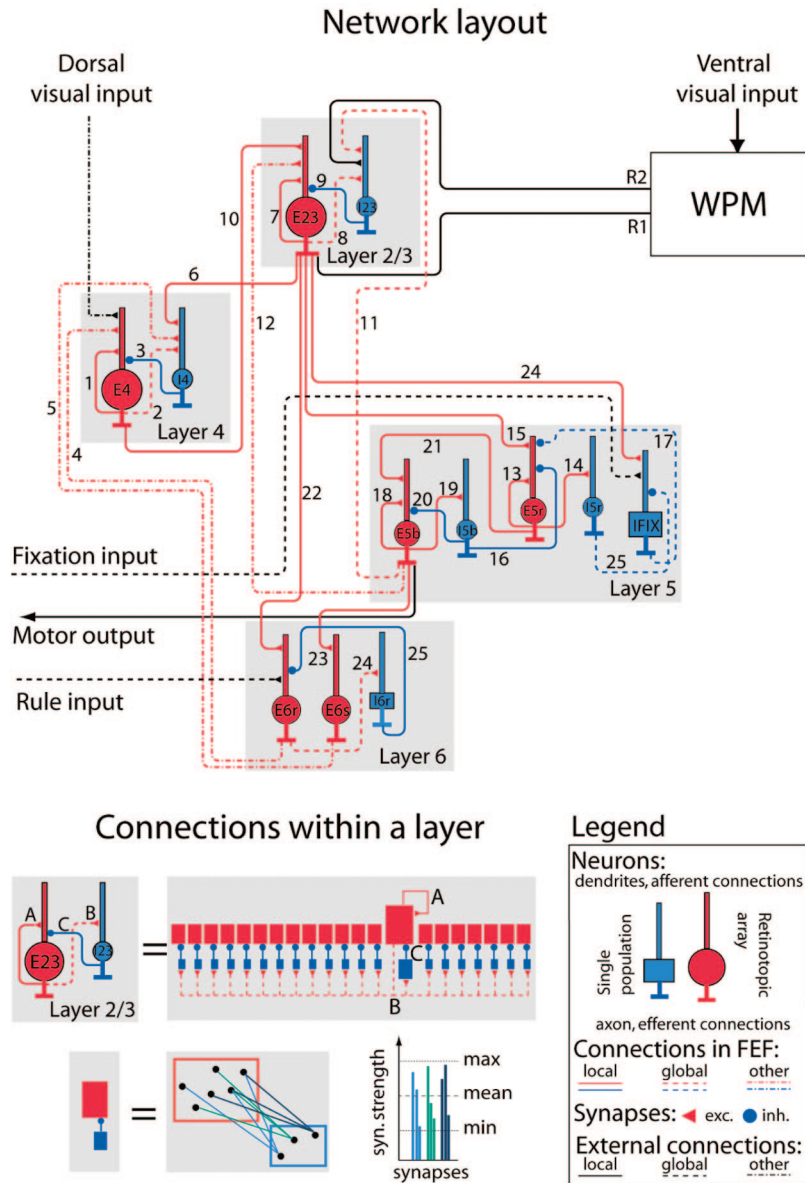 Network layout
Dorsal
visual input
Ventral
visual input
R2
WPM
R1
9
7
E23
I23
8
Layer 2/3
10
6
12
11
3
1
E4
I4
2
Layer 4
5
4
24
22
21
15
17
18
20
19
13
14
E5b
I5b
E5r
I5r
IFIX
16
25
Layer 5
Fixation input
Motor output
Rule input
23
24
25
E6r
E6s
I6r
Layer 6
Connections within a layer
A
C
B
E23
I23
Layer 2/3
=
A
C
B
=
syn. strength
max
mean
min
synapses
Legend
Neurons:
dendrites, afferent connections
Single
population
Retinotopic
array
axon, efferent connections
Connections in FEF:
local global other
Synapses: exc. inh.
External connections:
local global other